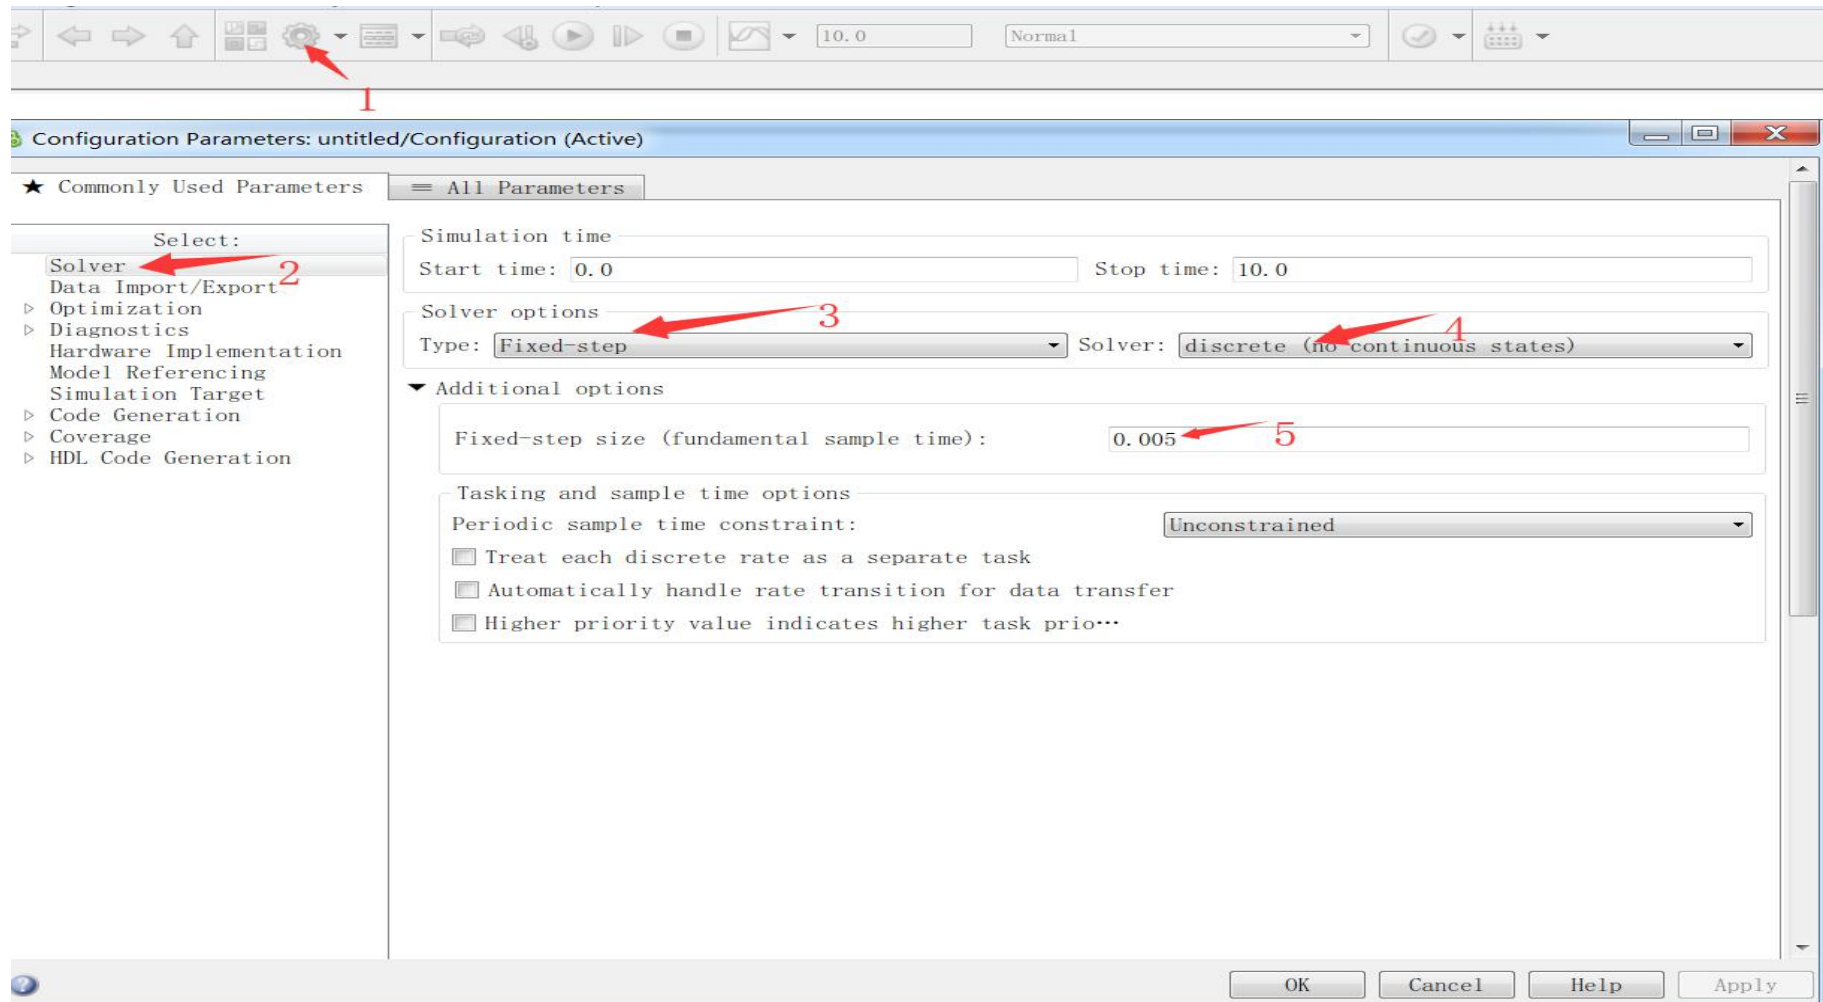 10.0 Normal
1
Configuration Parameters: untitled/Configuration (Active)
★ Commonly Used Parameters
All Parameters
Select:
Solver
2
Data Import/Export
Optimization
Diagnostics
Hardware Implementation
Model Referencing
Simulation Target
Code Generation
Coverage
HDL Code Generation
Simulation time
Start time: 0.0 Stop time: 10.0
Solver options
3
4
Type: Fixed-step Solver: discrete (no continuous states)
Additional options
Fixed-step size (fundamental sample time): 0.005
5
Tasking and sample time options
Periodic sample time constraint: Unconstrained
Treat each discrete rate as a separate task
Automatically handle rate transition for data transfer
Higher priority value indicates higher task prio…
? OK Cancel Help Apply